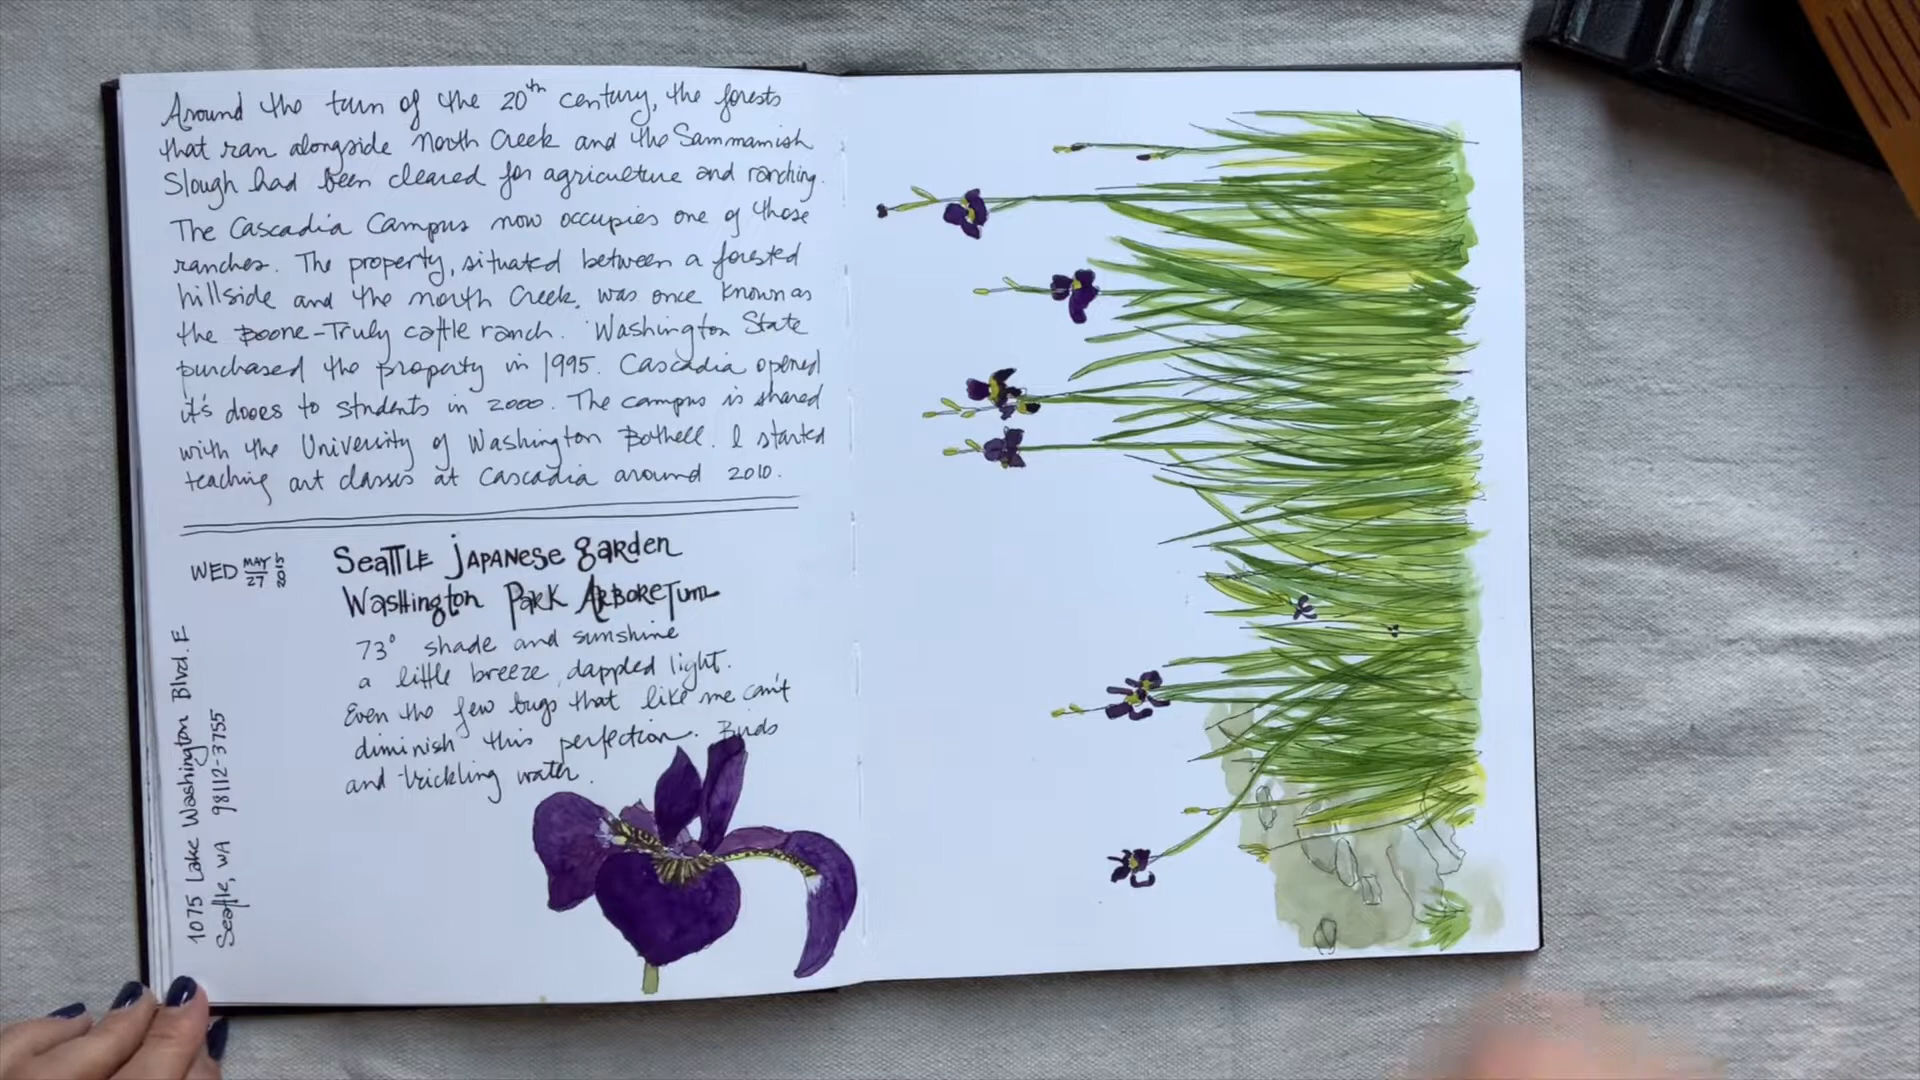 Around the turn of the 20th century, the forests
that ran alongside North Creek and the Sammamish
Slough had been cleared for agriculture and ranching.
The Cascadia Campus now occupies one of those
ranches. The property, situated between a forested
hillside and the north Creek, was once known as
the Boone-Truly cattle ranch. Washington State
purchased the property in 1995. Cascadia opened
it's doors to students in 2000. The campus is shared
with the University of Washington Bothell. I started
teaching art classes at Cascadia around 2010.
WED MAY 27 2015
Seattle Japanese garden
Washington Park Arboretum
73° shade and sunshine
a little breeze, dappled light.
Even the few bugs that like me can't
diminish this perfection. Birds
and trickling water.
1075 Lake Washington Blvd. E
Seattle, WA 98112-3755